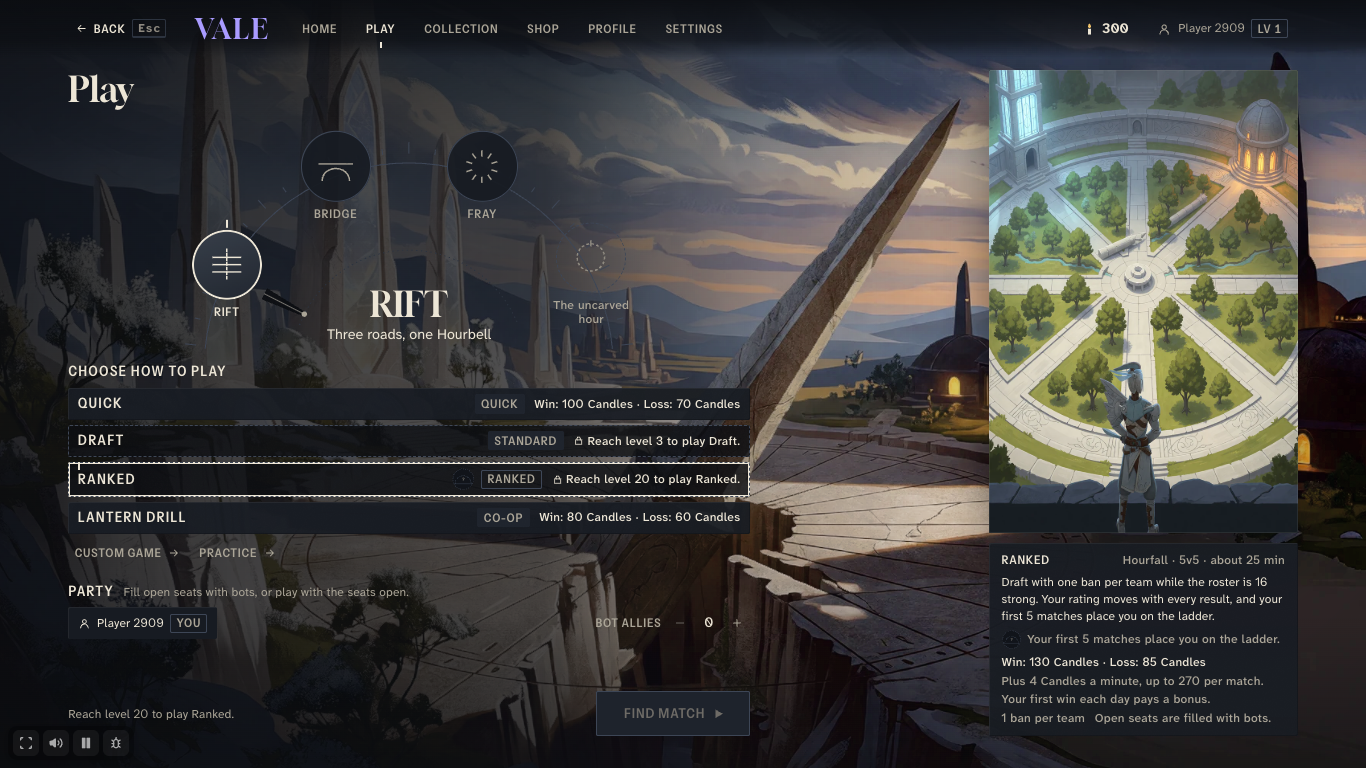 ← BACK Esc VALE HOME PLAY COLLECTION SHOP PROFILE SETTINGS 300 Player 2909 LV 1
Play
BRIDGE
FRAY
RIFT
The uncarved
hour
RIFT
Three roads, one Hourbell
CHOOSE HOW TO PLAY
QUICK QUICK Win: 100 Candles · Loss: 70 Candles
DRAFT STANDARD Reach level 3 to play Draft.
RANKED RANKED Reach level 20 to play Ranked.
LANTERN DRILL CO-OP Win: 80 Candles · Loss: 60 Candles
CUSTOM GAME → PRACTICE →
PARTY Fill open seats with bots, or play with the seats open.
Player 2909 YOU
BOT ALLIES − 0 +
Reach level 20 to play Ranked.
FIND MATCH
RANKED Hourfall · 5v5 · about 25 min
Draft with one ban per team while the roster is 16
strong. Your rating moves with every result, and your
first 5 matches place you on the ladder.
Your first 5 matches place you on the ladder.
Win: 130 Candles · Loss: 85 Candles
Plus 4 Candles a minute, up to 270 per match.
Your first win each day pays a bonus.
1 ban per team Open seats are filled with bots.